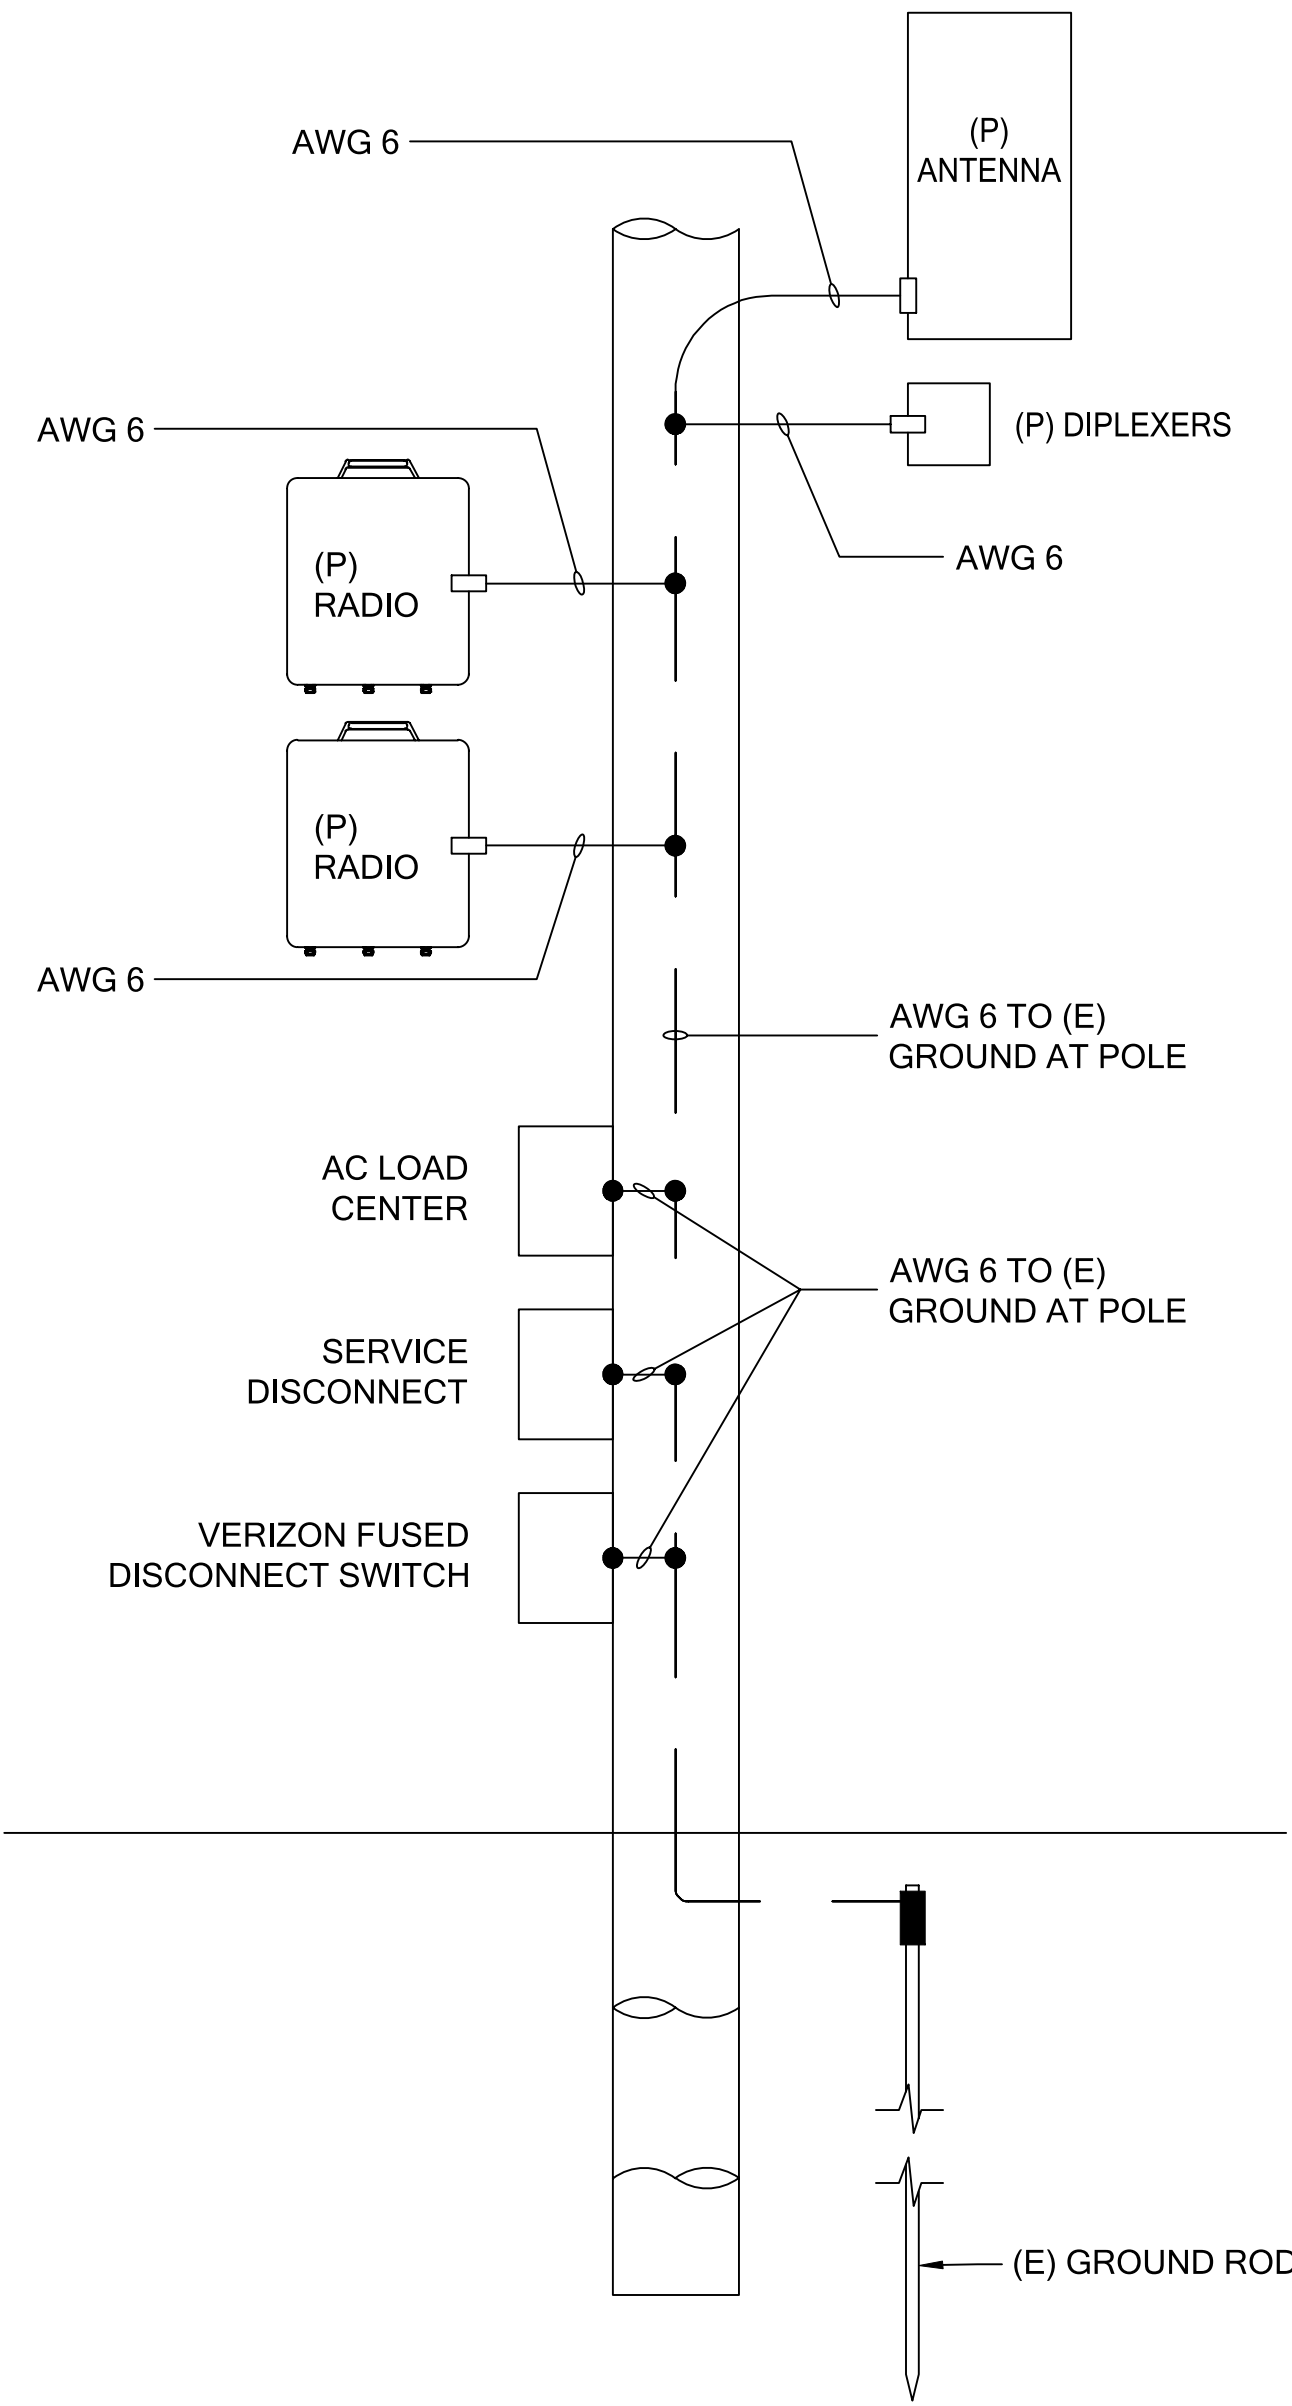 (P)
ANTENNA
AWG 6
AWG 6
(P) DIPLEXERS
AWG 6
(P)
RADIO
(P)
RADIO
AWG 6
AWG 6 TO (E)
GROUND AT POLE
AC LOAD
CENTER
AWG 6 TO (E)
GROUND AT POLE
SERVICE
DISCONNECT
VERIZON FUSED
DISCONNECT SWITCH
(E) GROUND ROD